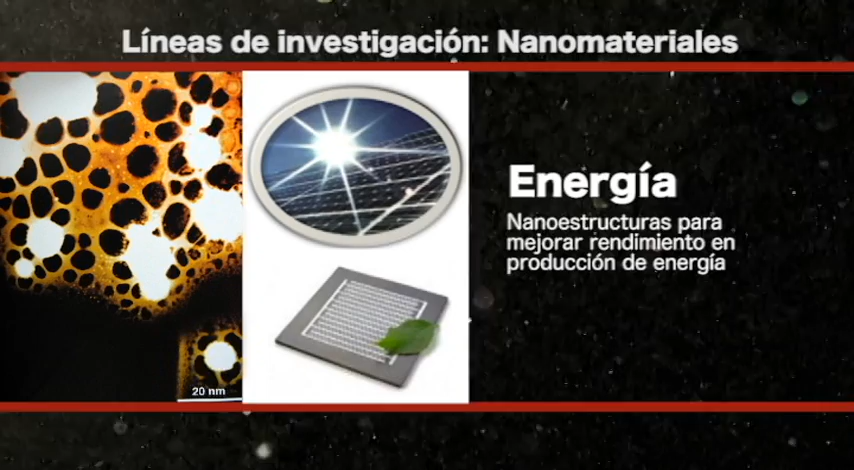 Líneas de investigación: Nanomateriales
Energía
Nanoestructuras para
mejorar rendimiento en
producción de energía
20 nm